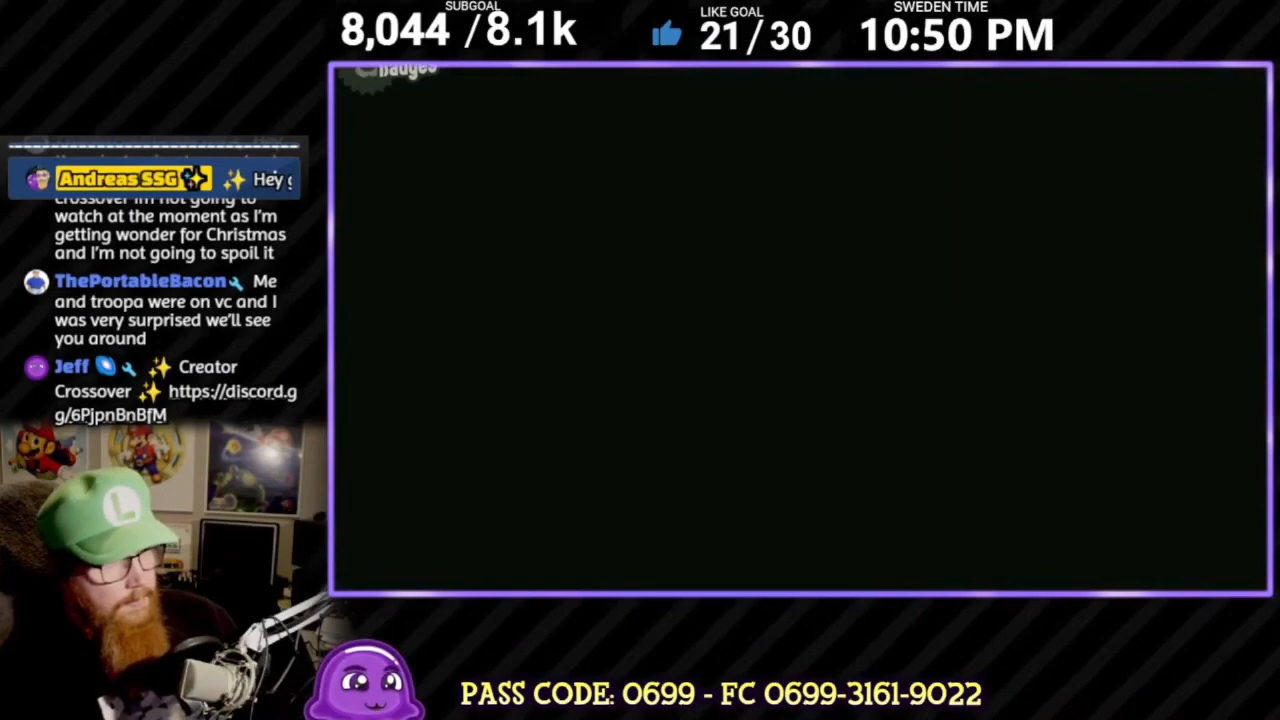 SUBGOAL
8,044 /8.1k
LIKE GOAL
21/30
SWEDEN TIME
10:50 PM
Badges
Andreas SSG Hey
crossover im not going to
watch at the moment as I'm
getting wonder for Christmas
and I'm not going to spoil it
ThePortableBacon Me
and troopa were on vc and I
was very surprised we'll see
you around
Jeff Creator
Crossover https://discord.g
g/6PjpnBnBfM
L
PASS CODE: 0699 - FC 0699-3161-9022